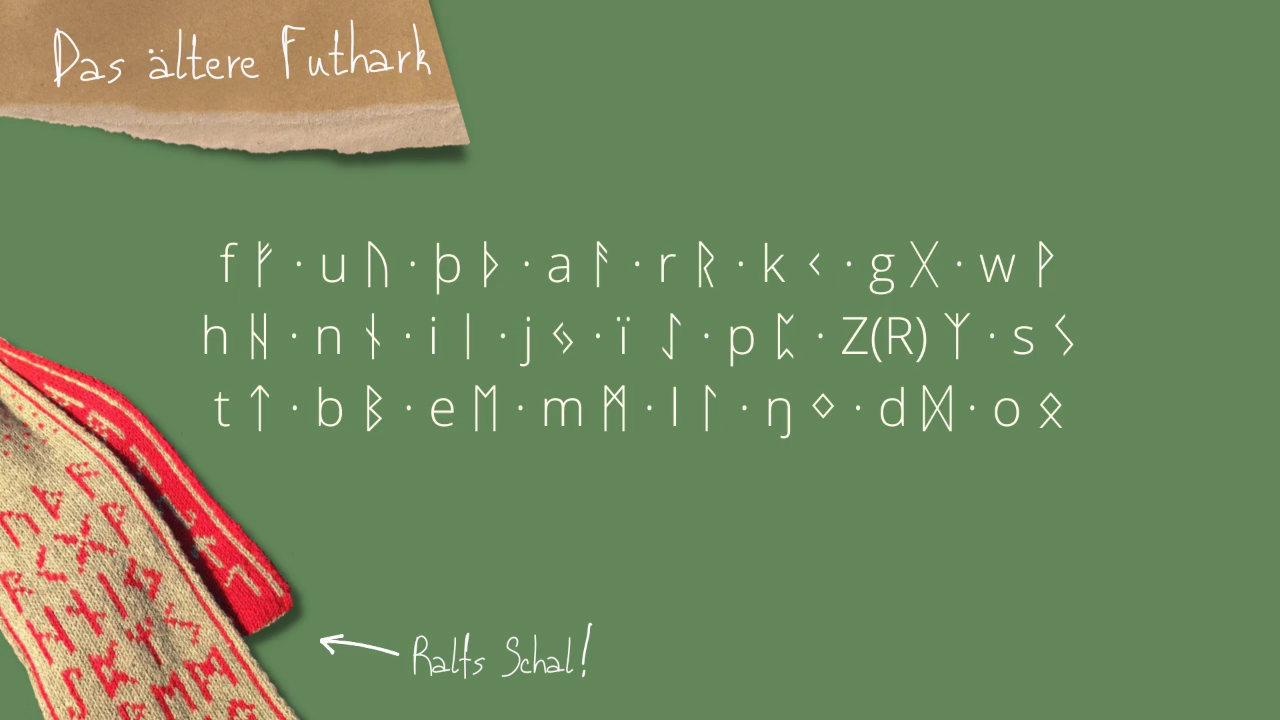 Das ältere Futhark
f ᚠ · u ᚢ · þ ᚦ · a ᚨ · r ᚱ · k ᚲ · g ᚷ · w ᚹ
h ᚺ · n ᚾ · i ᛁ · j ᛃ · ï ᛇ · p ᛈ · Z(R) ᛉ · s ᛊ
t ᛏ · b ᛒ · e ᛖ · m ᛗ · l ᛚ · ŋ ᛜ · d ᛞ · o ᛟ
Ralfs Schal!